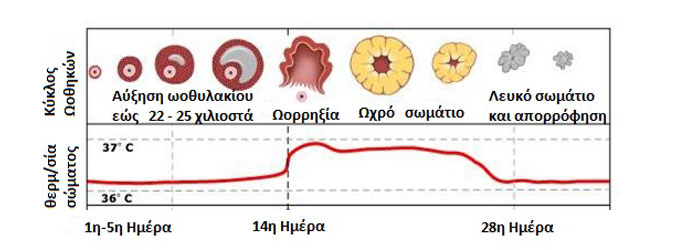 Κύκλος
Ωοθηκών
Αύξηση ωοθυλακίου
εώς 22 - 25 χιλιοστά
Ωορρηξία
Ωχρό σωμάτιο
Λευκό σωμάτιο
και απορρόφηση
θερμ/σία
σώματος
37° C
36° C
1η-5η Ημέρα
14η Ημέρα
28η Ημέρα